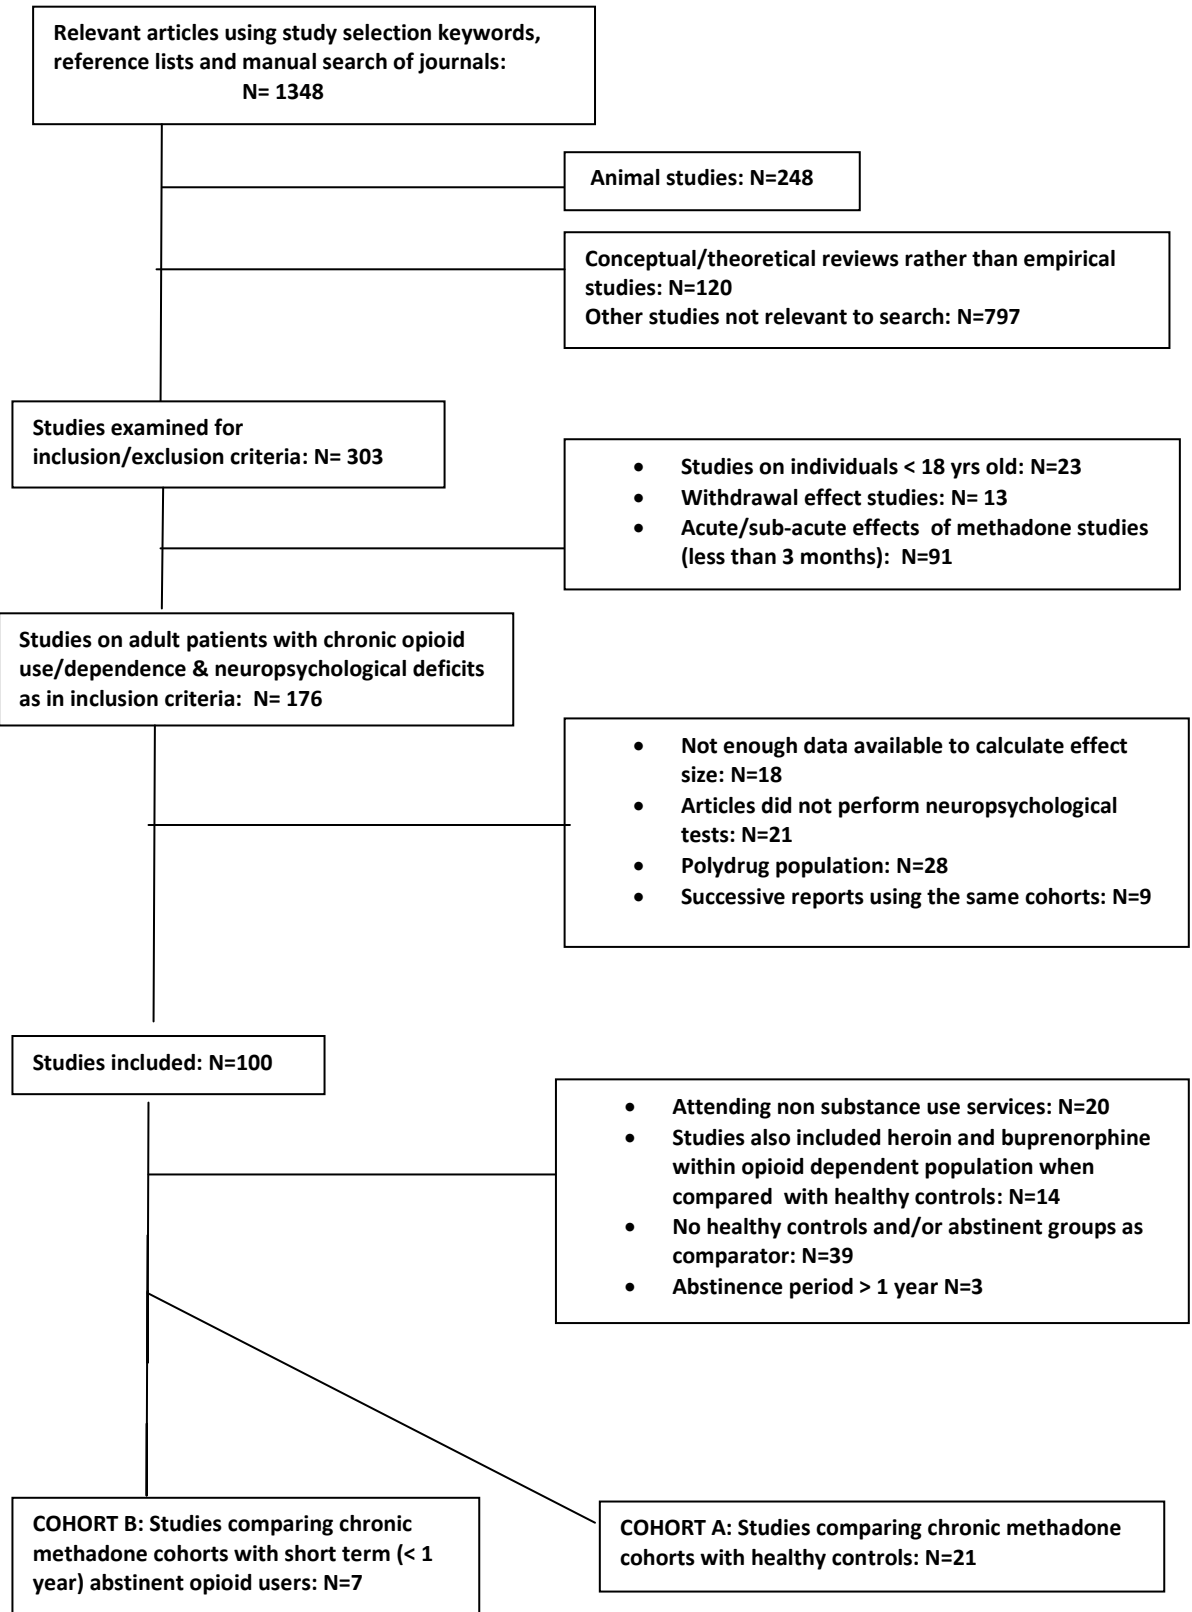 Relevant articles using study selection keywords,
reference lists and manual search of journals:
N= 1348
Animal studies: N=248
Conceptual/theoretical reviews rather than empirical
studies: N=120
Other studies not relevant to search: N=797
Studies examined for
inclusion/exclusion criteria: N= 303
• Studies on individuals < 18 yrs old: N=23
• Withdrawal effect studies: N= 13
• Acute/sub-acute effects of methadone studies
(less than 3 months): N=91
Studies on adult patients with chronic opioid
use/dependence & neuropsychological deficits
as in inclusion criteria: N= 176
• Not enough data available to calculate effect
size: N=18
• Articles did not perform neuropsychological
tests: N=21
• Polydrug population: N=28
• Successive reports using the same cohorts: N=9
Studies included: N=100
• Attending non substance use services: N=20
• Studies also included heroin and buprenorphine
within opioid dependent population when
compared with healthy controls: N=14
• No healthy controls and/or abstinent groups as
comparator: N=39
• Abstinence period > 1 year N=3
COHORT B: Studies comparing chronic
methadone cohorts with short term (< 1
year) abstinent opioid users: N=7
COHORT A: Studies comparing chronic methadone
cohorts with healthy controls: N=21